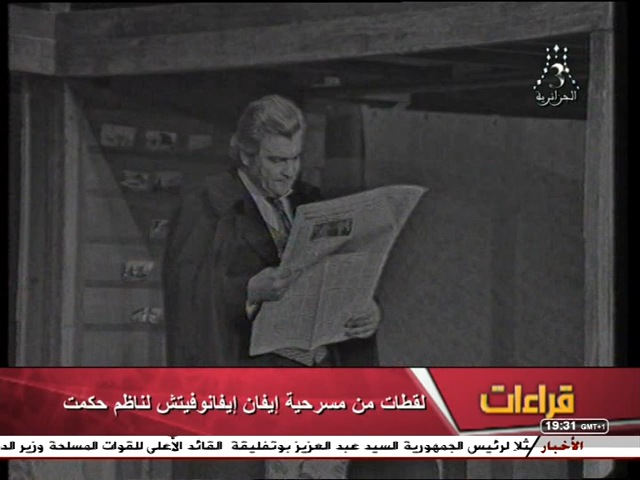 3
الجزائرية
لقطات من مسرحية إيفان إيفانوفيتش لناظم حكمت
قراءات
19:31 GMT+1
الأخبار
ثلا لرئيس الجمهورية السيد عبد العزيز بوتفليقة القائد الأعلى للقوات المسلحة وزير الد